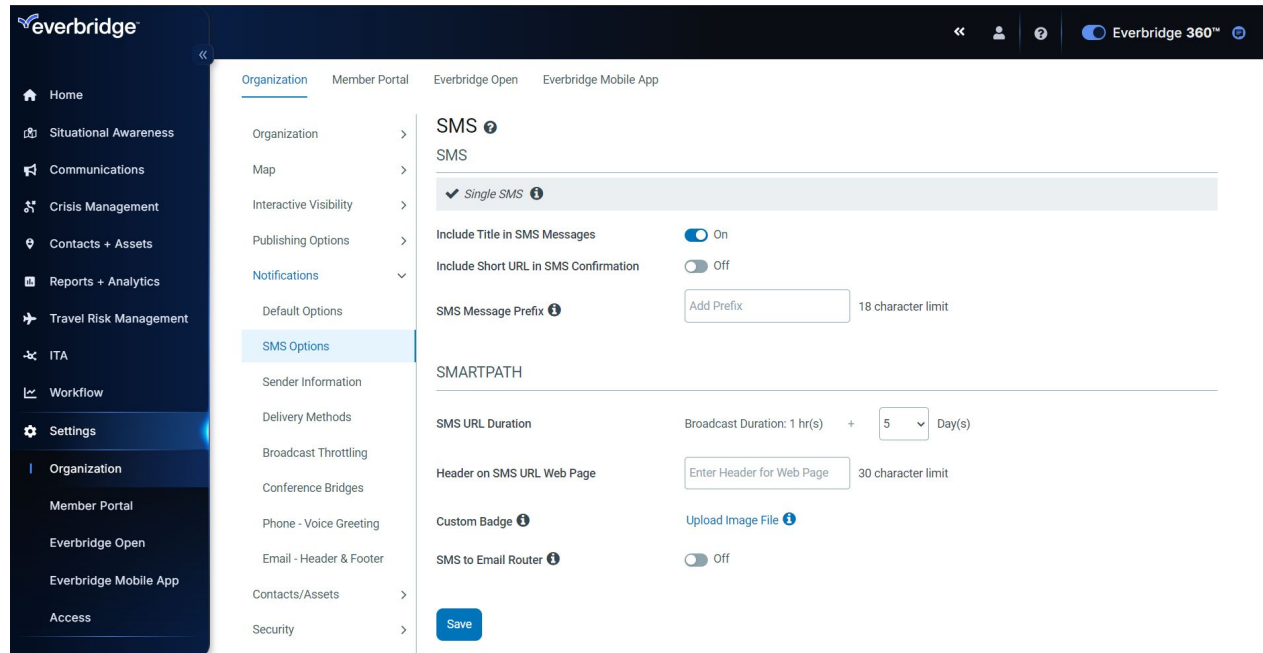 everbridge
«
Home
Situational Awareness
Communications
Crisis Management
Contacts + Assets
Reports + Analytics
Travel Risk Management
ITA
Workflow
Settings
Organization
Member Portal
Everbridge Open
Everbridge Mobile App
Access
«
Everbridge 360™
Organization Member Portal Everbridge Open Everbridge Mobile App
Organization
Map
Interactive Visibility
Publishing Options
Notifications
Default Options
SMS Options
Sender Information
Delivery Methods
Broadcast Throttling
Conference Bridges
Phone - Voice Greeting
Email - Header & Footer
Contacts/Assets
Security
SMS
SMS
Single SMS
Include Title in SMS Messages On
Include Short URL in SMS Confirmation Off
SMS Message Prefix Add Prefix 18 character limit
SMARTPATH
SMS URL Duration Broadcast Duration: 1 hr(s) + 5 Day(s)
Header on SMS URL Web Page Enter Header for Web Page 30 character limit
Custom Badge Upload Image File
SMS to Email Router Off
Save